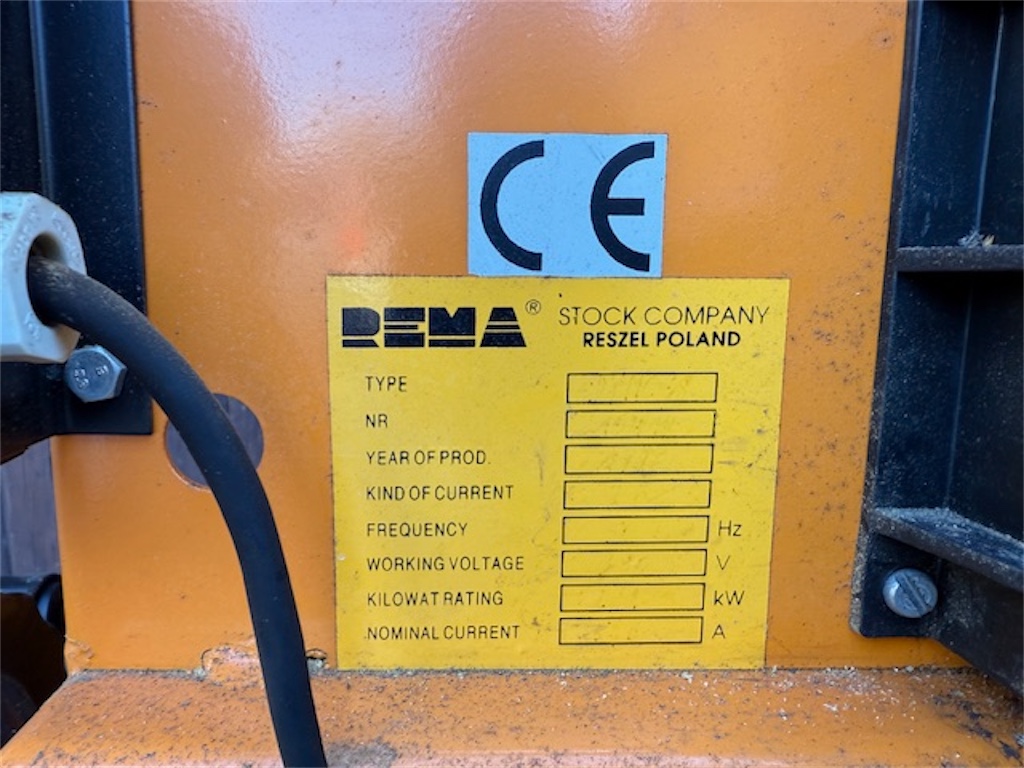 CE
REMA® STOCK COMPANY
RESZEL POLAND
TYPE
NR
YEAR OF PROD.
KIND OF CURRENT
FREQUENCY Hz
WORKING VOLTAGE V
KILOWAT RATING kW
NOMINAL CURRENT A